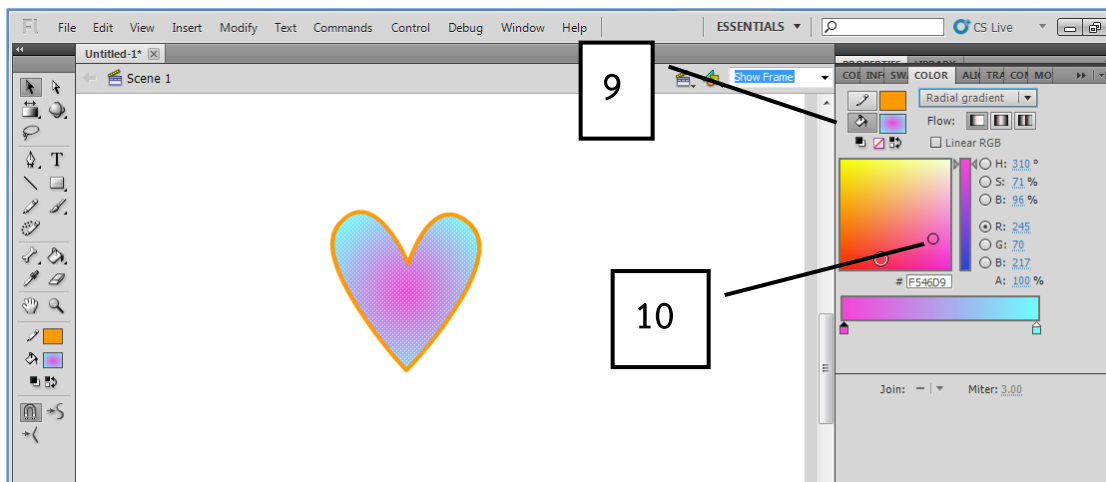 Fl File Edit View Insert Modify Text Commands Control Debug Window Help ESSENTIALS CS Live
Untitled-1*
Scene 1
Show Frame
9
COLOR
Radial gradient
Flow:
Linear RGB
H: 310 °
S: 71 %
B: 96 %
R: 245
G: 70
B: 217
# F546D9
A: 100 %
10
Join:
Miter: 3.00
T